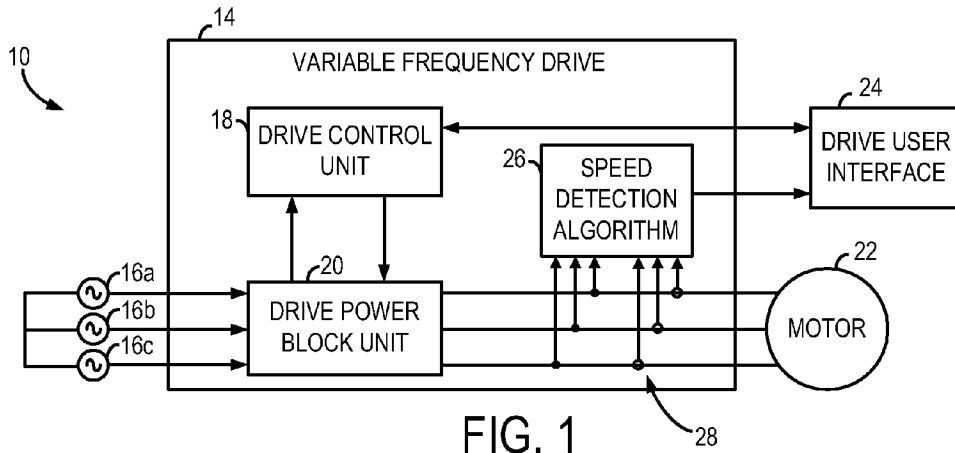 14
10
VARIABLE FREQUENCY DRIVE
24
18
DRIVE CONTROL
UNIT
26
SPEED
DETECTION
ALGORITHM
DRIVE USER
INTERFACE
16a
20
22
16b
DRIVE POWER
BLOCK UNIT
MOTOR
16c
28
FIG. 1